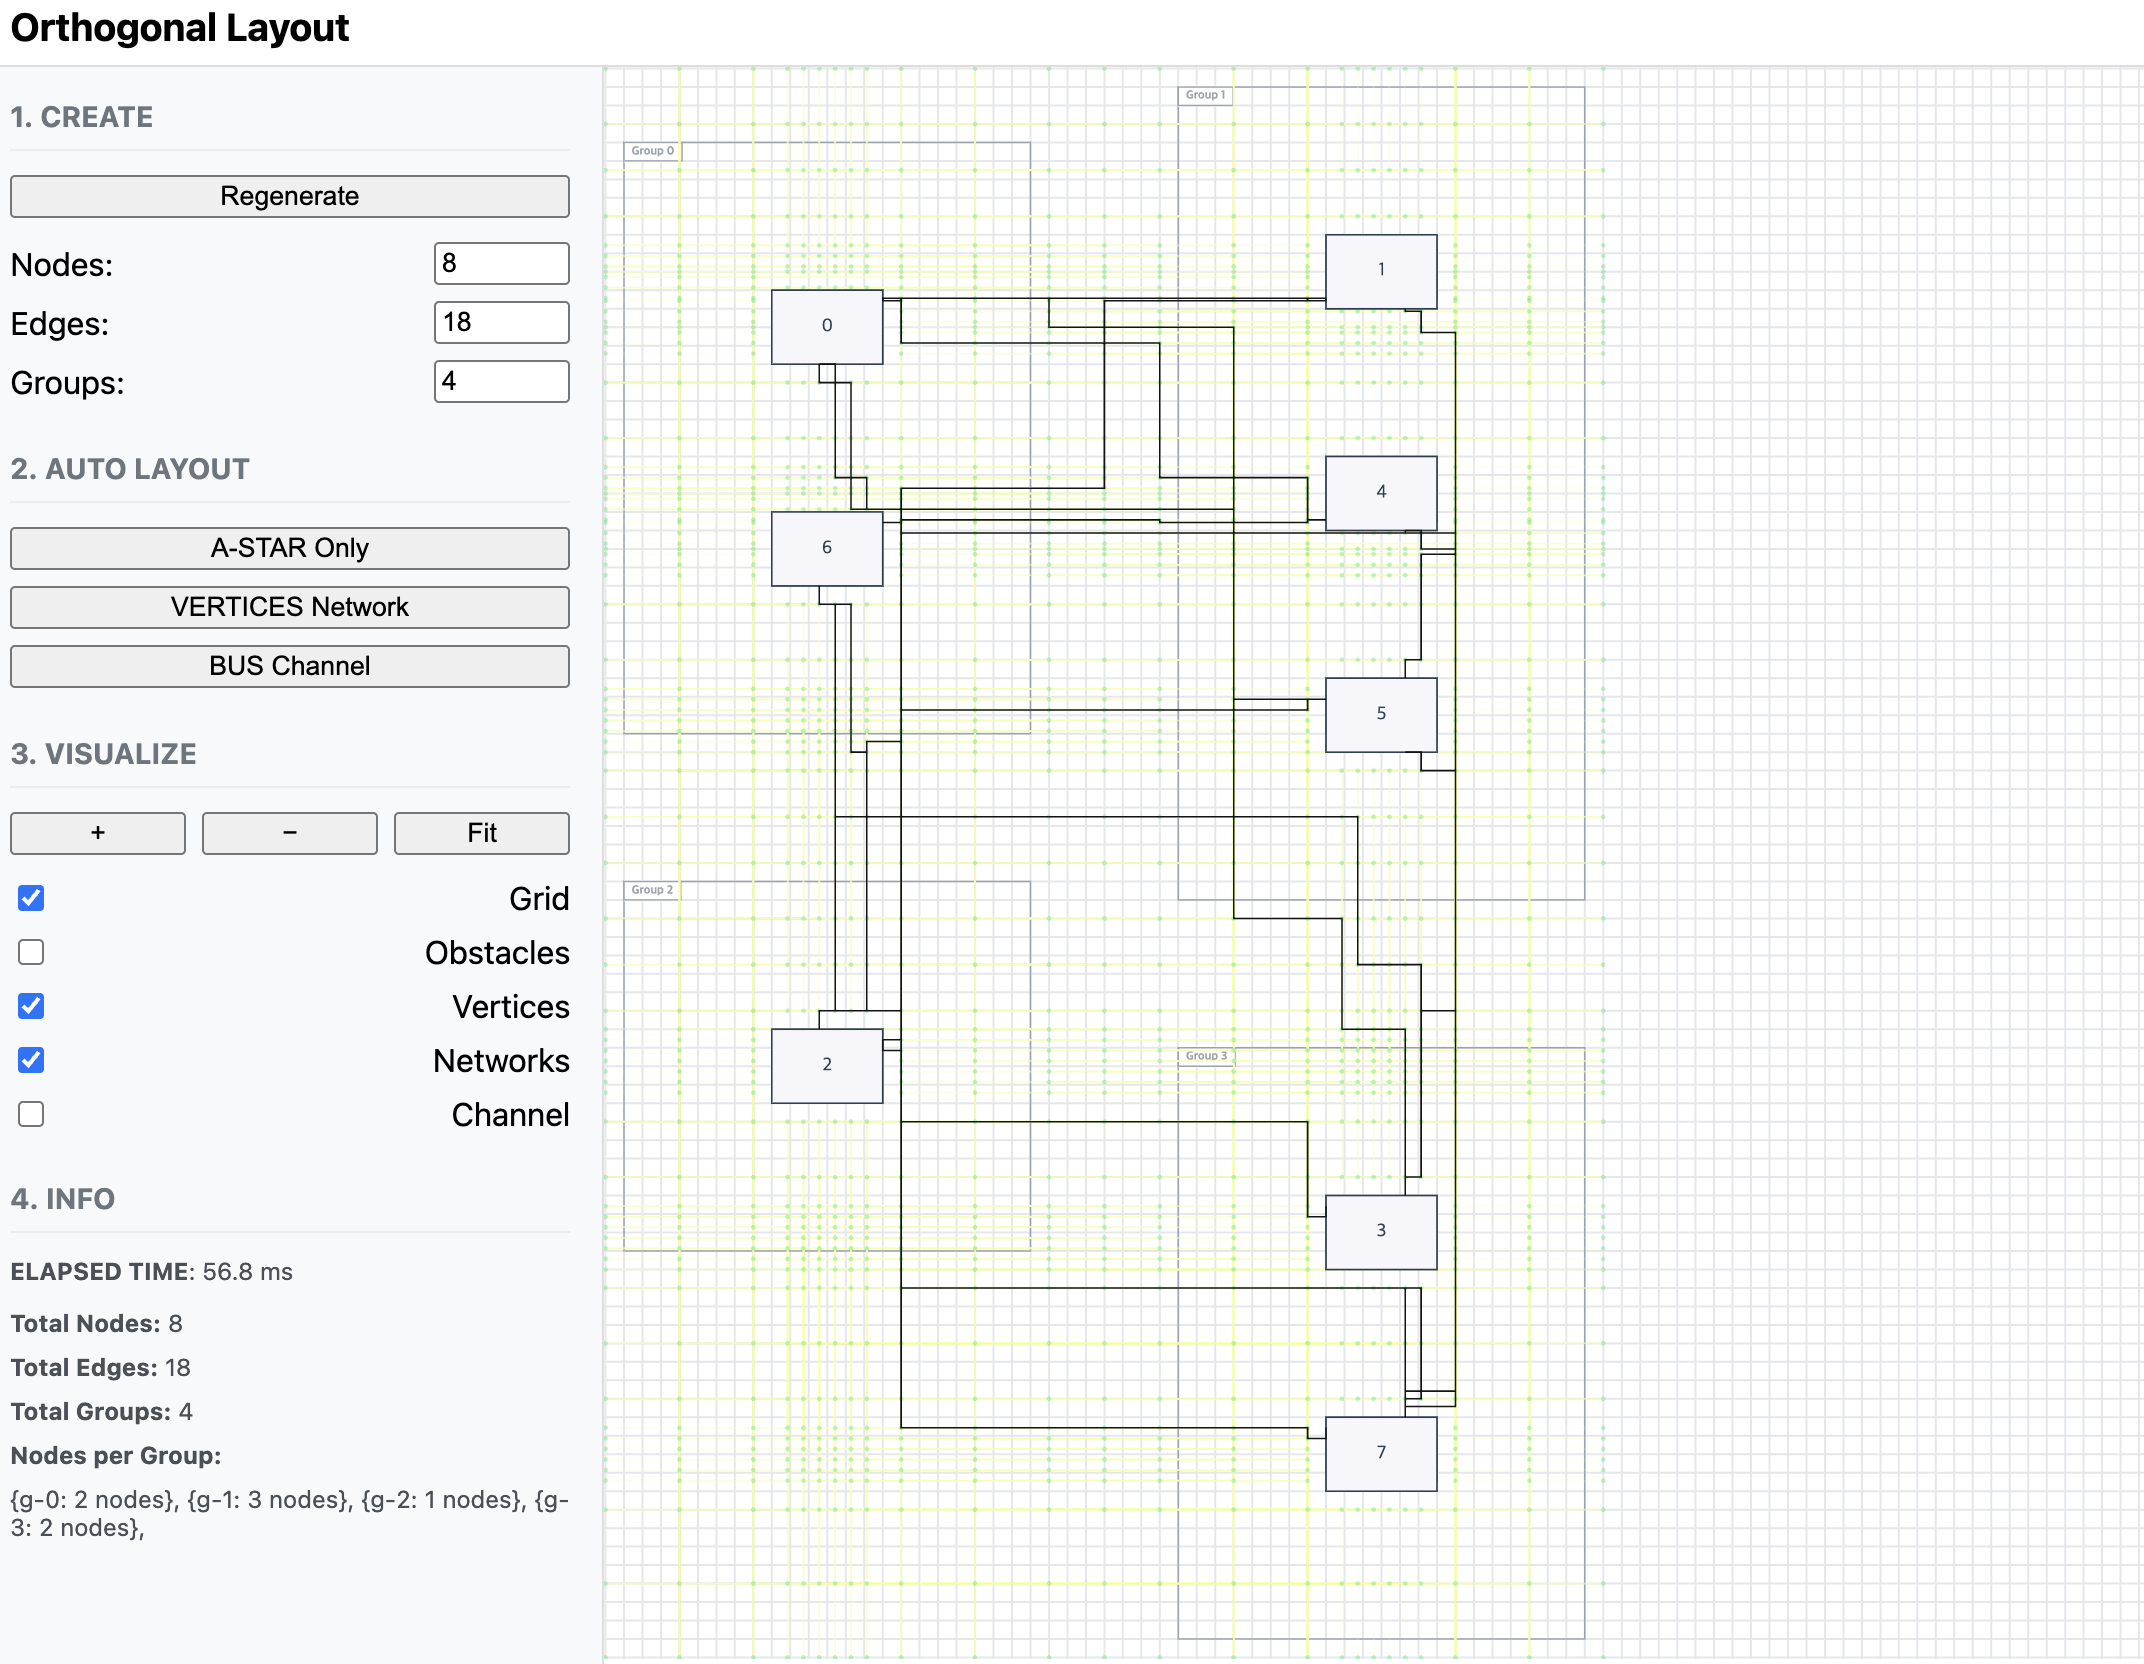 Orthogonal Layout
1. CREATE
Regenerate
Nodes:
8
Edges:
18
Groups:
4
2. AUTO LAYOUT
A-STAR Only
VERTICES Network
BUS Channel
3. VISUALIZE
+
−
Fit
Grid
Obstacles
Vertices
Networks
Channel
4. INFO
ELAPSED TIME: 56.8 ms
Total Nodes: 8
Total Edges: 18
Total Groups: 4
Nodes per Group:
{g-0: 2 nodes}, {g-1: 3 nodes}, {g-2: 1 nodes}, {g-
3: 2 nodes},
Group 1
Group 0
1
0
4
6
5
Group 2
Group 3
2
3
7